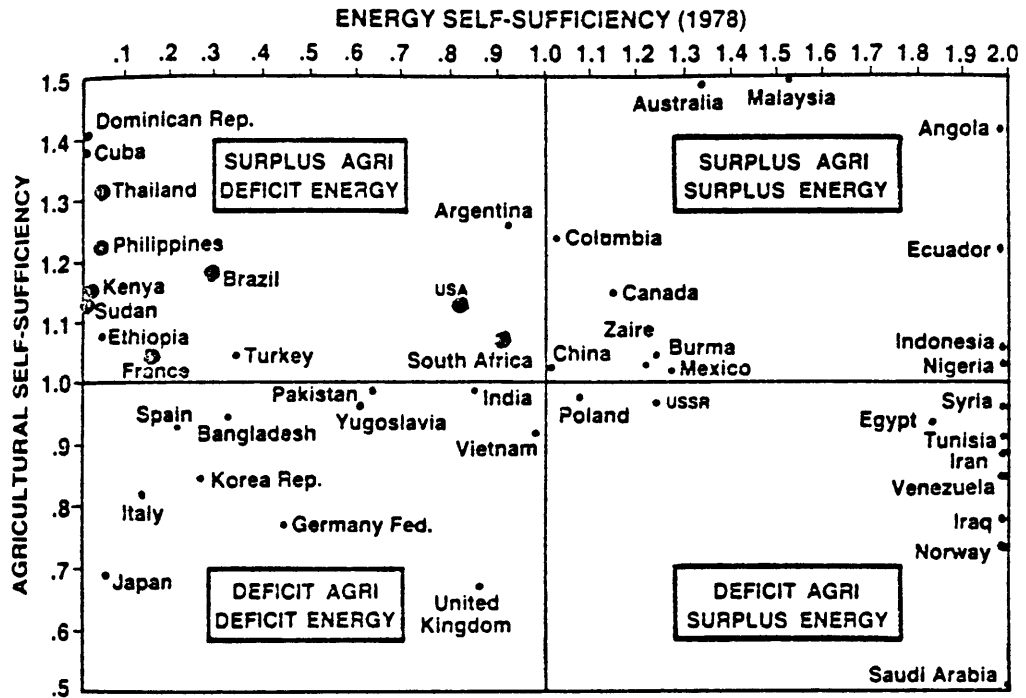 ENERGY SELF-SUFFICIENCY (1978)
.1 .2 .3 .4 .5 .6 .7 .8 .9 1.0 1.1 1.2 1.3 1.4 1.5 1.6 1.7 1.8 1.9 2.0
AGRICULTURAL SELF-SUFFICIENCY
1.5
1.4
1.3
1.2
1.1
1.0
.9
.8
.7
.6
.5
Dominican Rep.
Cuba
Thailand
Philippines
Kenya
Sudan
Ethiopia
France
Brazil
Turkey
SURPLUS AGRI
DEFICIT ENERGY
Argentina
USA
South Africa
Australia
Malaysia
Angola
SURPLUS AGRI
SURPLUS ENERGY
Columbia
Ecuador
Canada
Zaire
Burma
China
Mexico
Indonesia
Nigeria
Pakistan
India
Spain
Bangladesh
Yugoslavia
Vietnam
Korea Rep.
Italy
Germany Fed.
Japan
DEFICIT AGRI
DEFICIT ENERGY
United
Kingdom
Poland
USSR
Syria
Egypt
Tunisia
Iran
Venezuela
Iraq
Norway
DEFICIT AGRI
SURPLUS ENERGY
Saudi Arabia